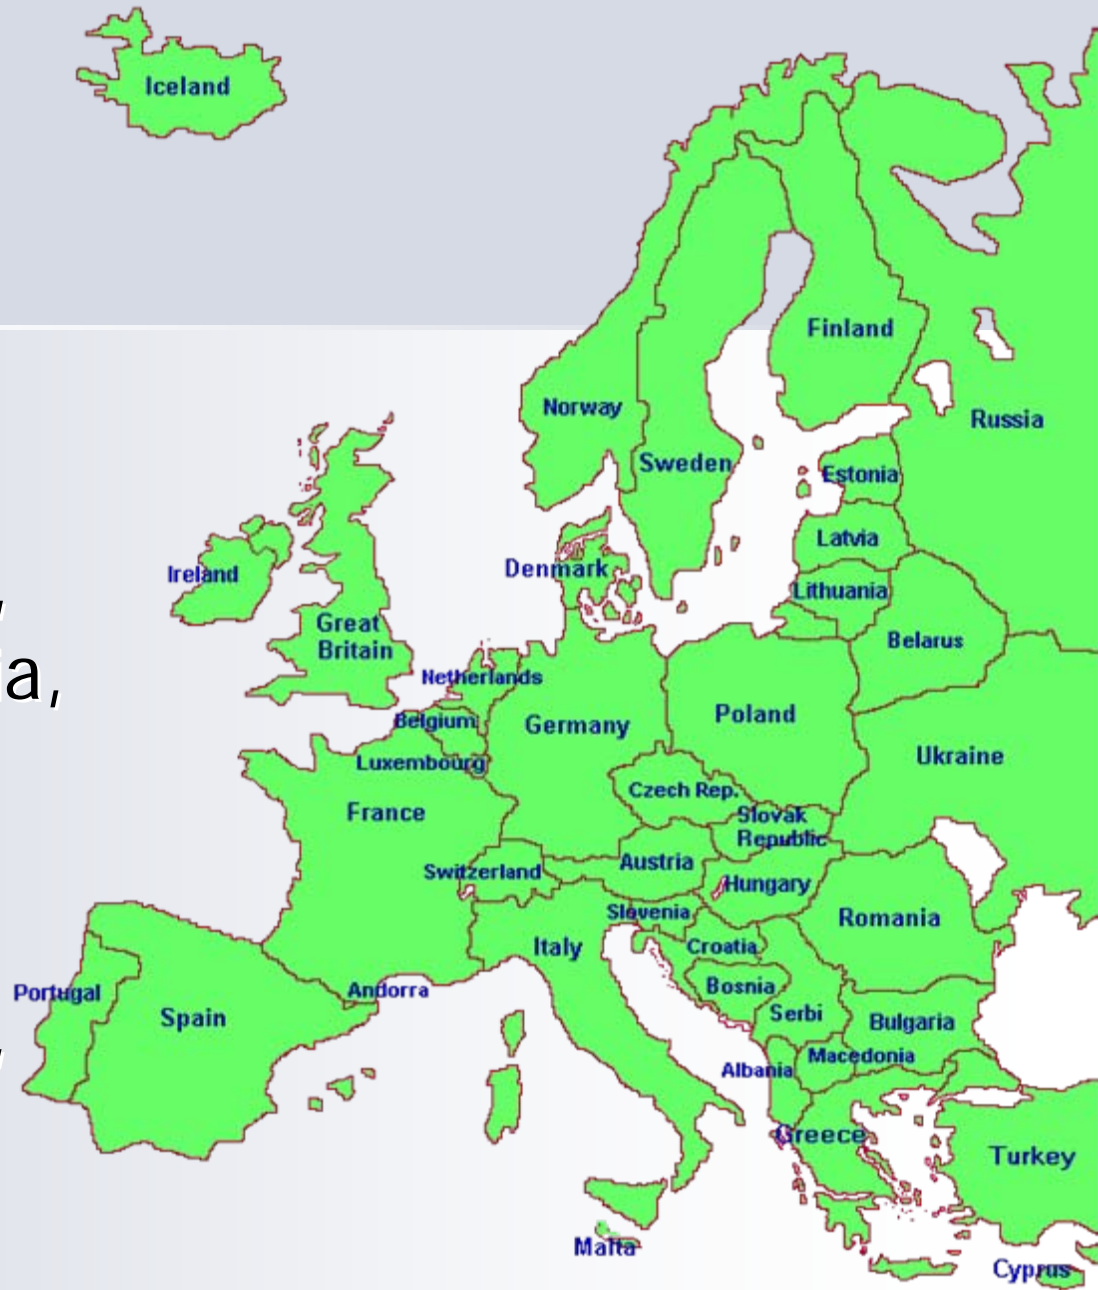 Iceland
Finland
Norway
Russia
Sweden
Estonia
Latvia
Denmark
Ireland
Lithuania
,
Great
Britain
Belarus
ia,
Netherlands
Belgium
Germany
Poland
Ukraine
Luxembourg
Czech Rep.
France
Slovak
Republic
Switzerland
Austria
Hungary
Slovenia
Romania
Italy
Croatia
Portugal
Andorra
Bosnia
Spain
Serbi
Bulgaria
,
Macedonia
Albania
Greece
Turkey
Malta
Cyprus